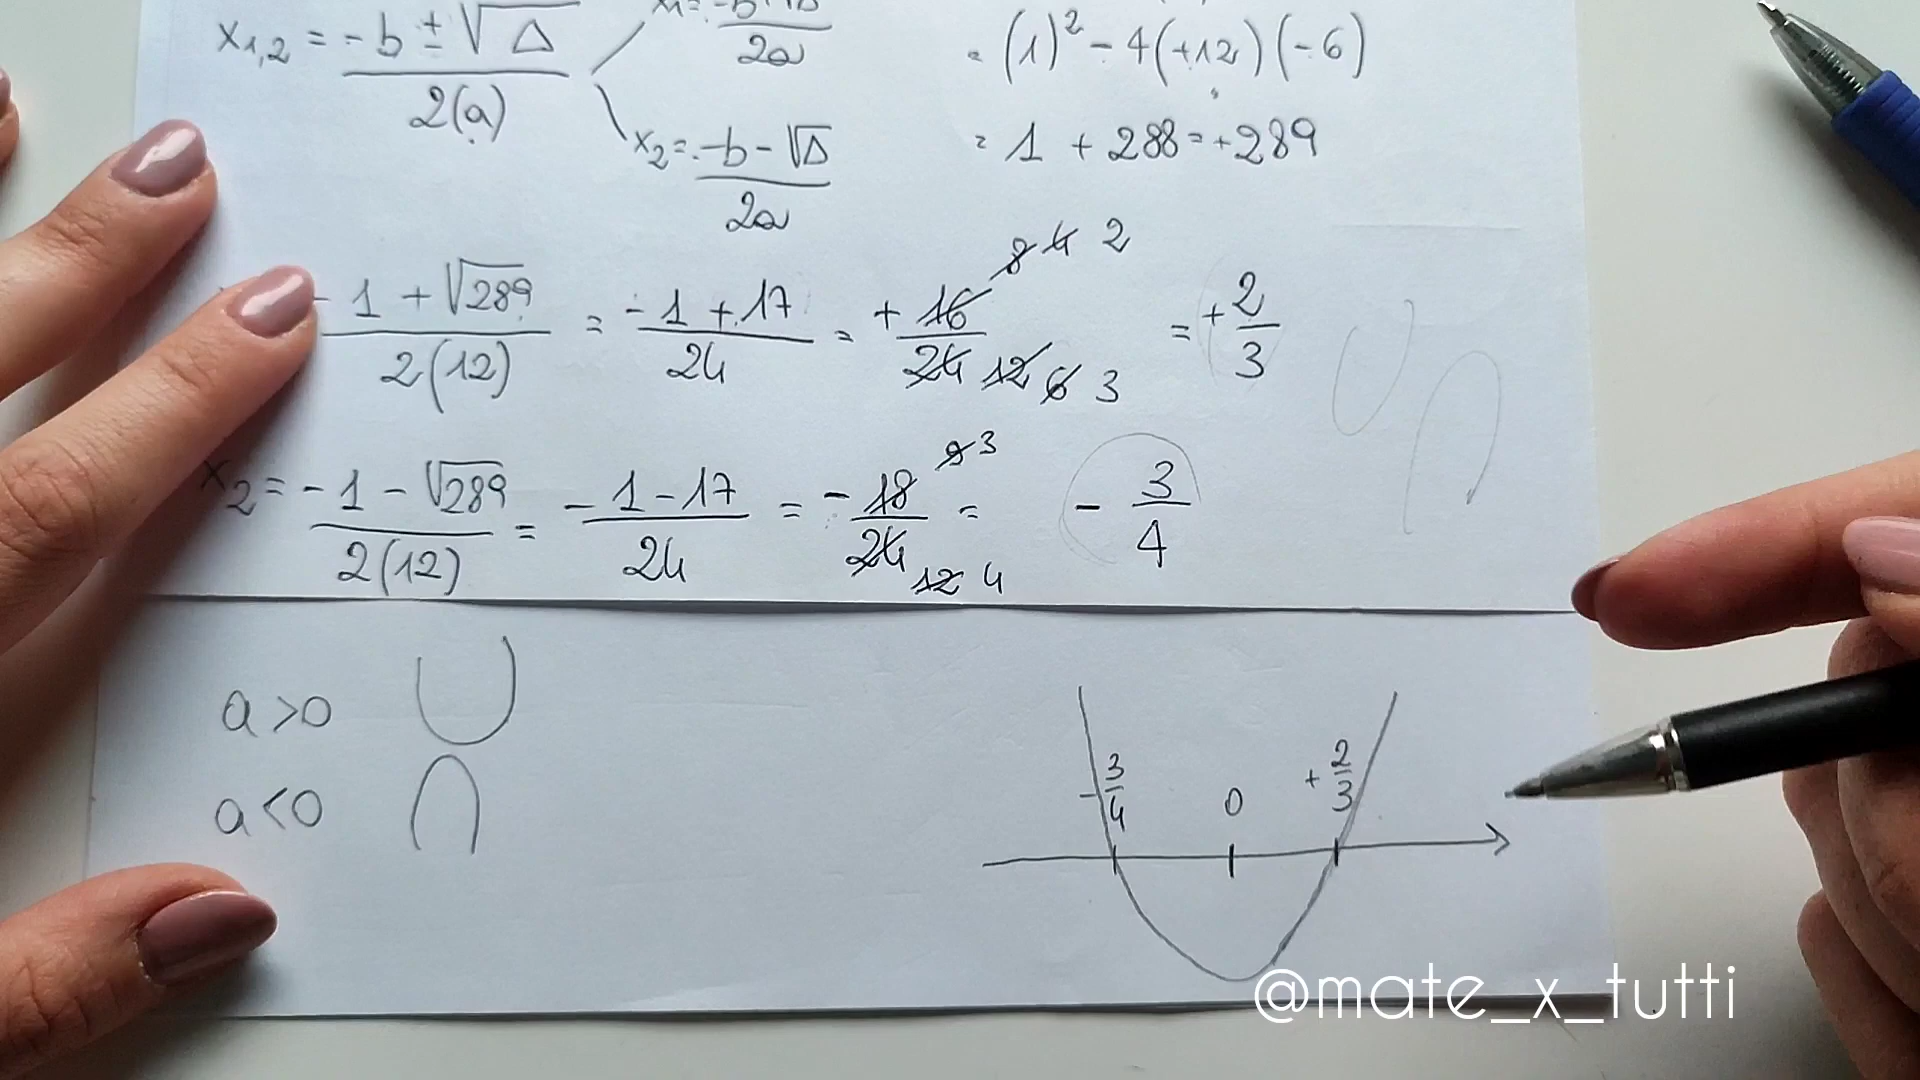 x₁,₂ = -b ± √Δ / 2(a)
2a
x₂ = -b - √Δ / 2a
= (1)² - 4(+12)(-6)
= 1 + 288 = +289
-1 + √289 / 2(12) = -1 + 17 / 24 = + 16 / 24 8 4 2 12 6 3 = + 2/3
x₂ = -1 - √289 / 2(12) = -1 - 17 / 24 = - 18 / 24 9 3 12 4 = - 3/4
a > 0
a < 0
- 3/4 0 + 2/3
@mate_x_tutti